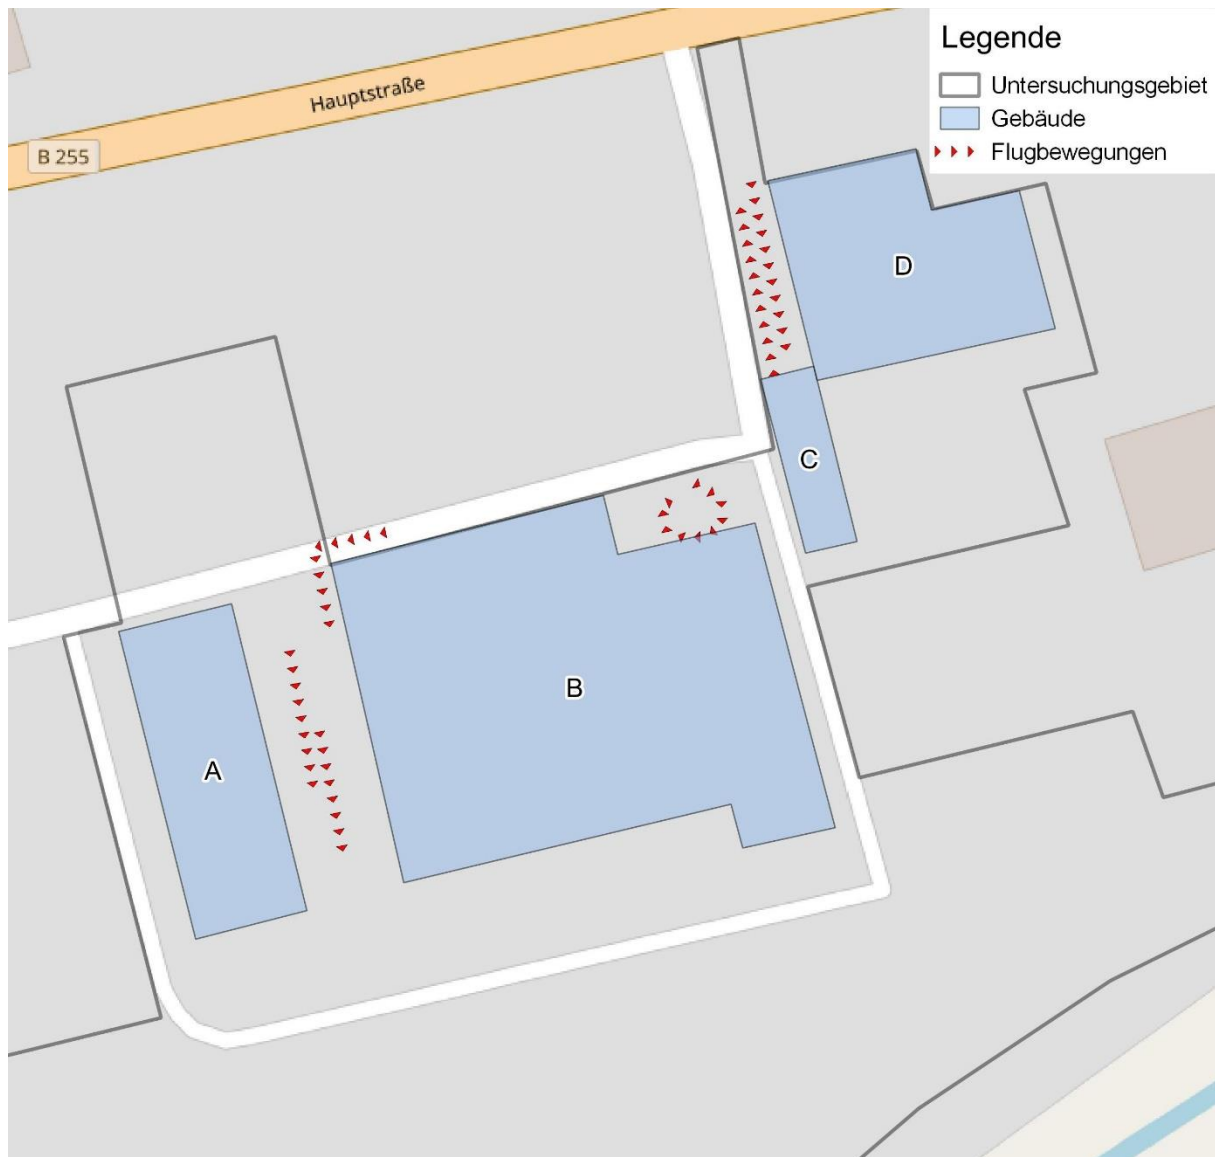 Legende
Untersuchungsgebiet
Gebäude
Flugbewegungen
Hauptstraße
B 255
D
C
B
A